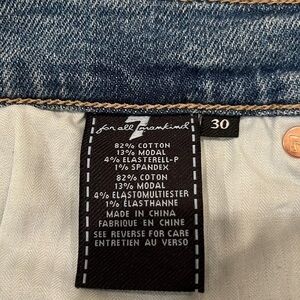 7
for all mankind
30
82% COTTON
13% MODAL
4% ELASTERELL-P
1% SPANDEX
82% COTON
13% MODAL
4% ELASTOMULTIESTER
1% ÉLASTHANNE
MADE IN CHINA
FABRIQUE EN CHINE
SEE REVERSE FOR CARE
ENTRETIEN AU VERSO